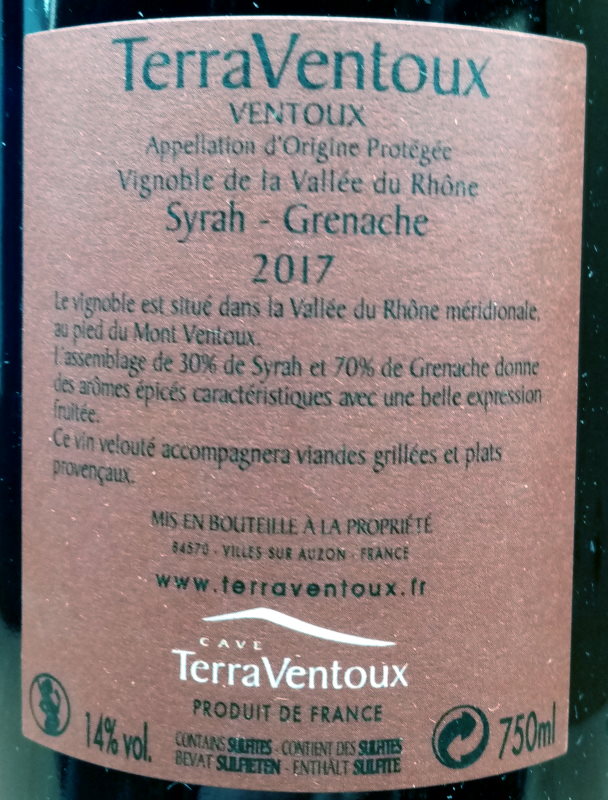 TerraVentoux
VENTOUX
Appellation d'Origine Protégée
Vignoble de la Vallée du Rhône
Syrah - Grenache
2017
Le vignoble est situé dans la Vallée du Rhône méridionale,
au pied du Mont Ventoux.
L'assemblage de 30% de Syrah et 70% de Grenache donne
des arômes épicés caractéristiques avec une belle expression
fruitée.
Ce vin velouté accompagnera viandes grillées et plats
provençaux.
MIS EN BOUTEILLE À LA PROPRIÉTÉ
84570 - VILLES SUR AUZON - FRANCE
www.terraventoux.fr
CAVE
TerraVentoux
PRODUIT DE FRANCE
14% vol.
CONTAINS SULFITES - CONTIENT DES SULFITES
BEVAT SULFIETEN - ENTHÄLT SULFITE
750ml